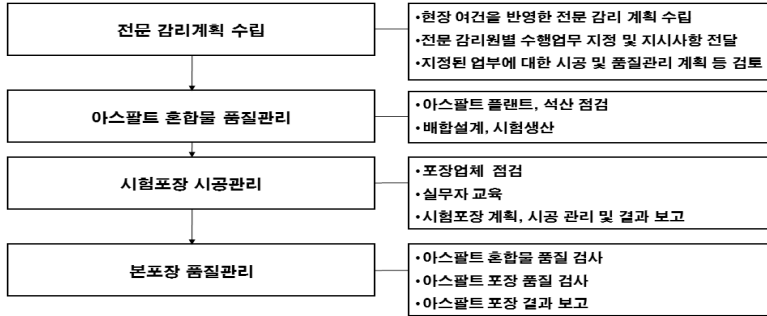 전문 감리계획 수립
•현장 여건을 반영한 전문 감리 계획 수립
•전문 감리원별 수행업무 지정 및 지시사항 전달
•지정된 업부에 대한 시공 및 품질관리 계획 등 검토
아스팔트 혼합물 품질관리
•아스팔트 플랜트, 석산 점검
•배합설계, 시험생산
시험포장 시공관리
•포장업체 점검
•실무자 교육
•시험포장 계획, 시공 관리 및 결과 보고
본포장 품질관리
•아스팔트 혼합물 품질 검사
•아스팔트 포장 품질 검사
•아스팔트 포장 결과 보고